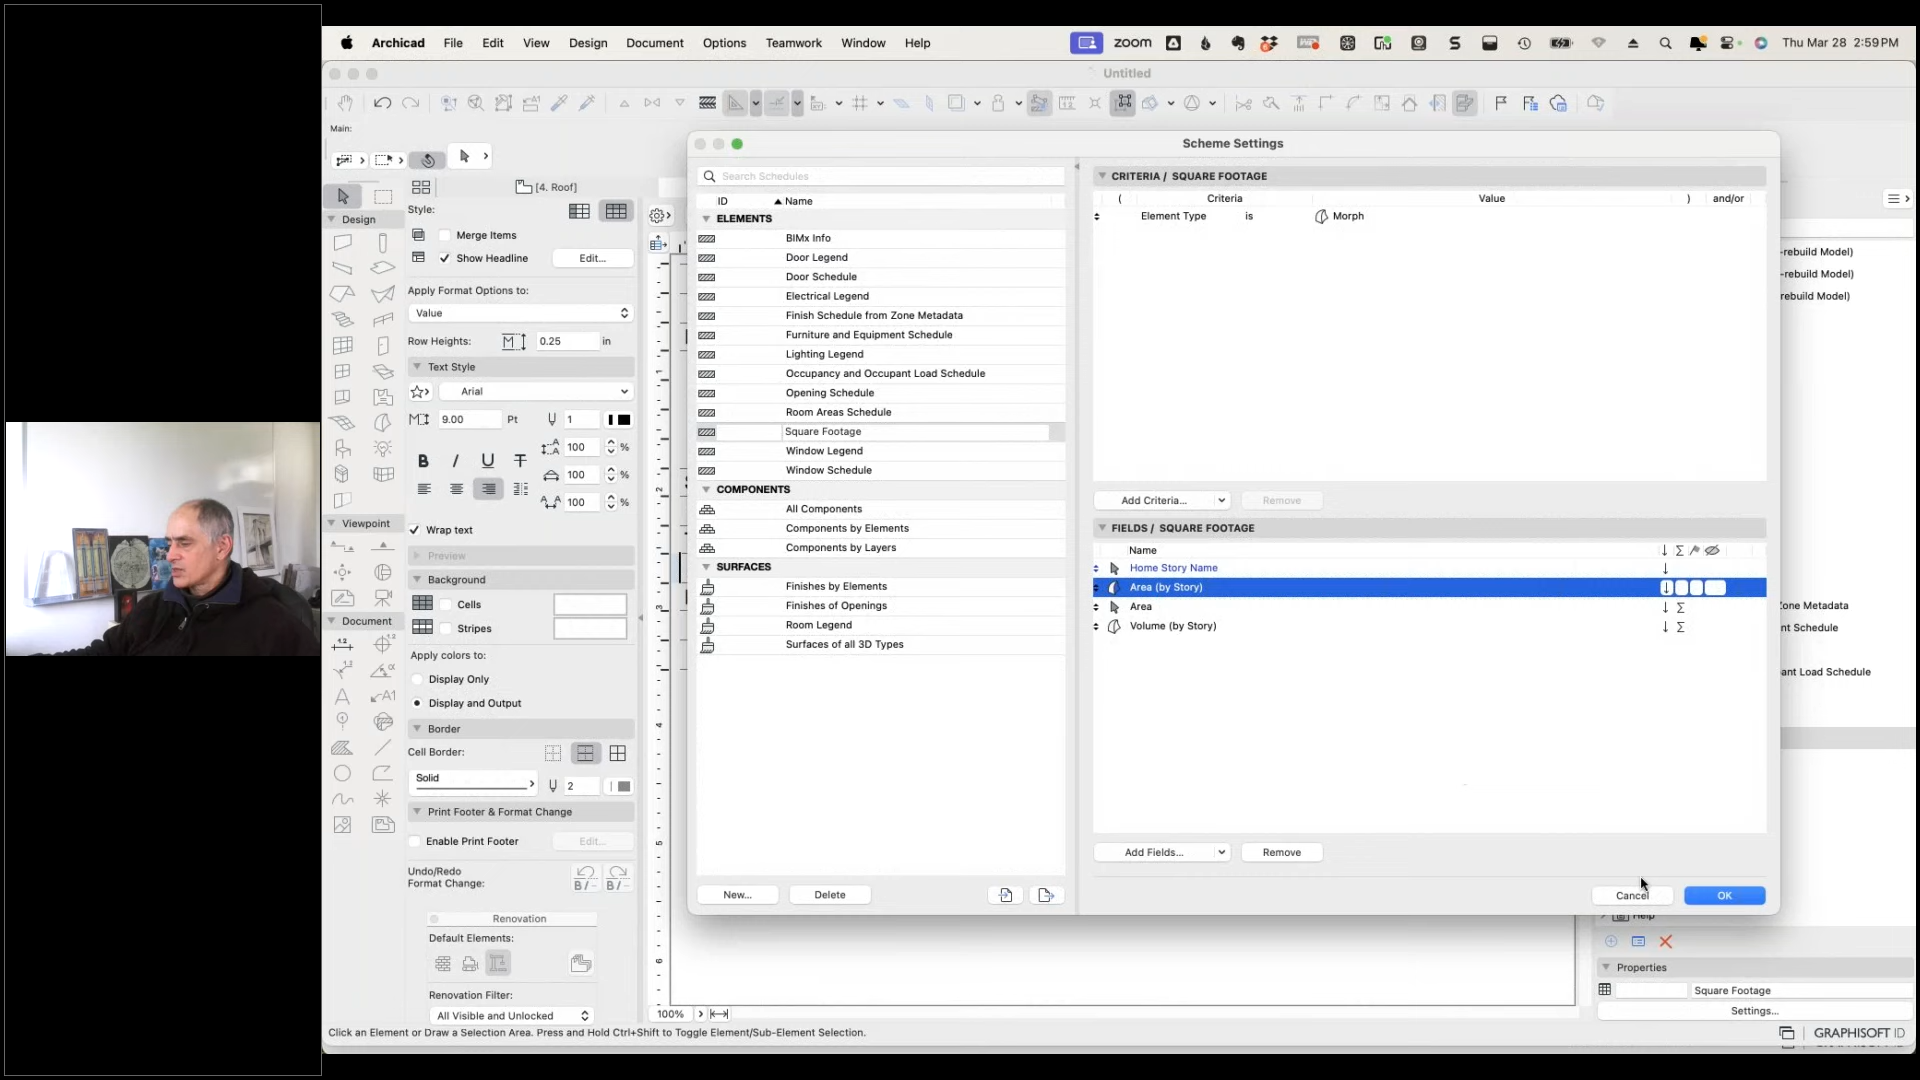 Archicad File Edit View Design Document Options Teamwork Window Help
zoom
Thu Mar 28 2:59 PM
Untitled
Main:
[4. Roof]
Design
Viewpoint
Document
Style:
Merge Items
Show Headline
Edit...
Apply Format Options to:
Value
Row Heights:
0.25
in
Text Style
Arial
9.00
Pt
1
100
%
100
%
100
%
Wrap text
Preview
Background
Cells
Stripes
Apply colors to:
Display Only
Display and Output
Border
Cell Border:
Solid
2
Print Footer & Format Change
Enable Print Footer
Edit...
Undo/Redo
Format Change:
Renovation
Default Elements:
Renovation Filter:
All Visible and Unlocked
Scheme Settings
Search Schedules
ID
Name
ELEMENTS
BIMx Info
Door Legend
Door Schedule
Electrical Legend
Finish Schedule from Zone Metadata
Furniture and Equipment Schedule
Lighting Legend
Occupancy and Occupant Load Schedule
Opening Schedule
Room Areas Schedule
Square Footage
Window Legend
Window Schedule
COMPONENTS
All Components
Components by Elements
Components by Layers
SURFACES
Finishes by Elements
Finishes of Openings
Room Legend
Surfaces of all 3D Types
New...
Delete
CRITERIA / SQUARE FOOTAGE
( Criteria Value ) and/or
Element Type is Morph
Add Criteria...
Remove
FIELDS / SQUARE FOOTAGE
Name
Home Story Name
Area (by Story)
Area
Volume (by Story)
Add Fields...
Remove
Cancel
OK
-rebuild Model)
-rebuild Model)
rebuild Model)
Zone Metadata
nt Schedule
ant Load Schedule
Help
Properties
Square Footage
Settings...
1
2
3
4
5
6
100%
Click an Element or Draw a Selection Area. Press and Hold Ctrl+Shift to Toggle Element/Sub-Element Selection.
GRAPHISOFT ID